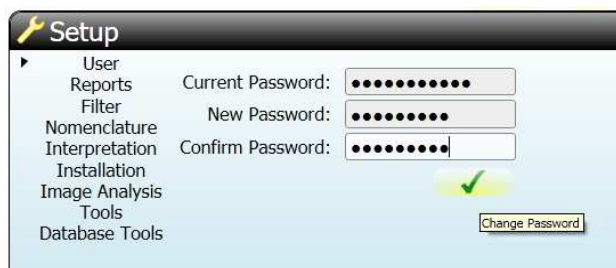 Setup
User
Reports
Filter
Nomenclature
Interpretation
Installation
Image Analysis
Tools
Database Tools
Current Password: ●●●●●●●●●●●
New Password: ●●●●●●●●●
Confirm Password: ●●●●●●●●●
Change Password